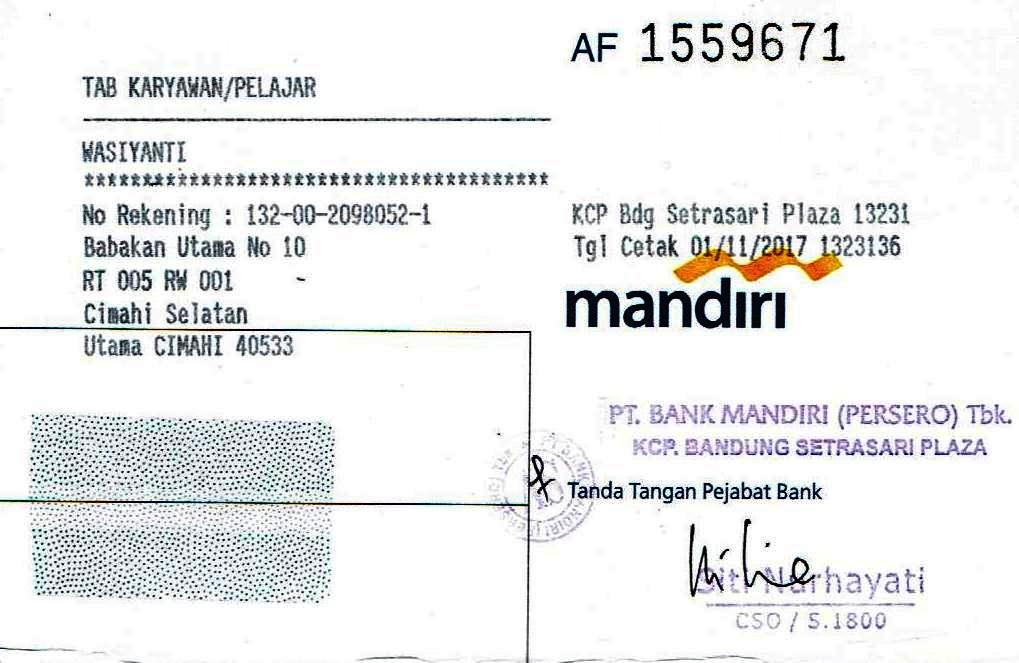 AF 1559671
TAB KARYAWAN/PELAJAR
WASIYANTI
****************************************
No Rekening : 132-00-2098052-1
Babakan Utama No 10
RT 005 RW 001 -
Cimahi Selatan
Utama CIMAHI 40533
KCP Bdg Setrasari Plaza 13231
Tgl Cetak 01/11/2017 1323136
mandiri
PT. BANK MANDIRI (PERSERO) Tbk.
KCP. BANDUNG SETRASARI PLAZA
Tanda Tangan Pejabat Bank
Siti Nurhayati
CSO / S.1800